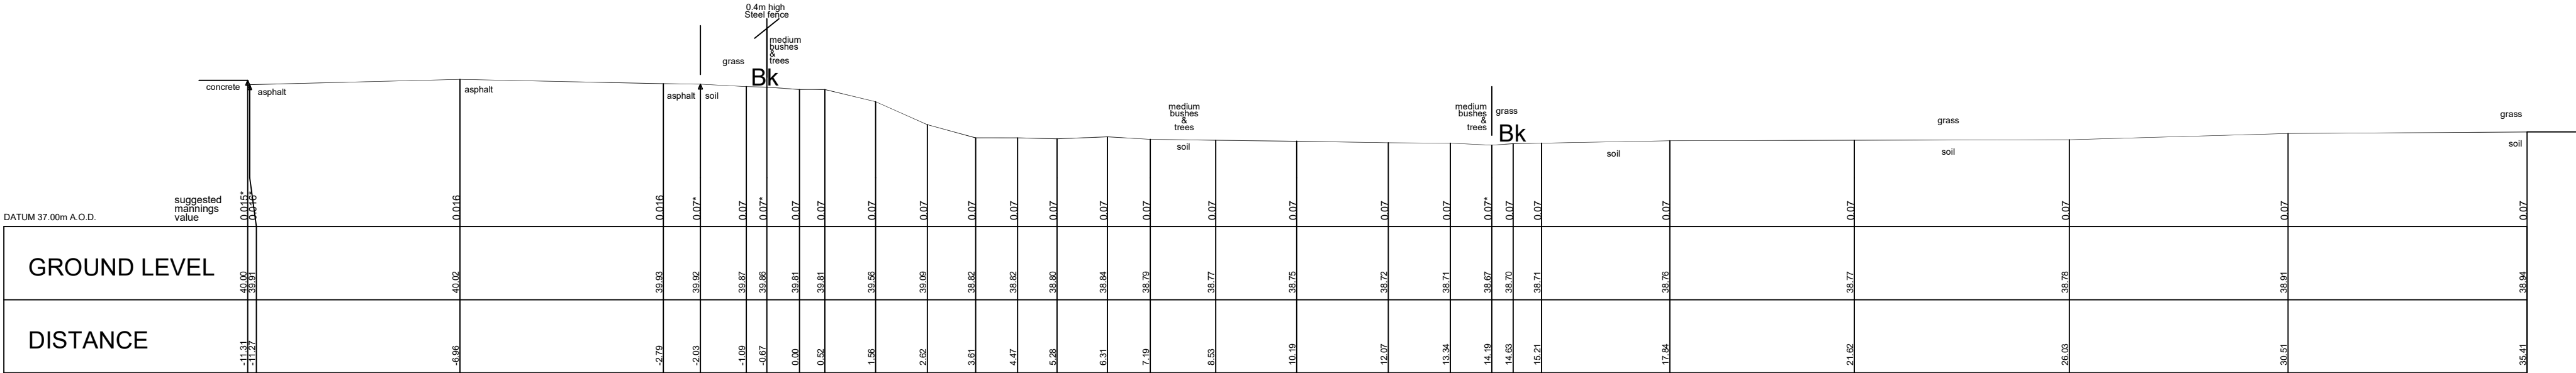 0.4m high
Steel fence
medium
bushes
&
trees
grass
Bk
concrete
asphalt
asphalt
asphalt
soil
medium
bushes
&
trees
soil
medium
bushes
&
trees
grass
Bk
soil
grass
soil
grass
soil
suggested
mannings
value
0.015* 0.016* 0.016 0.016 0.07* 0.07 0.07* 0.07 0.07 0.07 0.07 0.07 0.07 0.07 0.07 0.07 0.07 0.07 0.07 0.07 0.07* 0.07 0.07 0.07 0.07 0.07 0.07 0.07
DATUM 37.00m A.O.D.
GROUND LEVEL
40.00 39.91 40.02 39.93 39.92 39.87 39.86 39.81 39.81 39.56 39.09 38.82 38.82 38.80 38.84 38.79 38.77 38.75 38.72 38.71 38.67 38.70 38.71 38.76 38.77 38.78 38.91 38.94
DISTANCE
-11.31 -11.27 -6.96 -2.79 -2.03 -1.09 -0.67 0.00 0.52 1.56 2.62 3.61 4.47 5.28 6.31 7.19 8.53 10.19 12.07 13.34 14.19 14.63 15.21 17.84 21.62 26.03 30.51 35.41